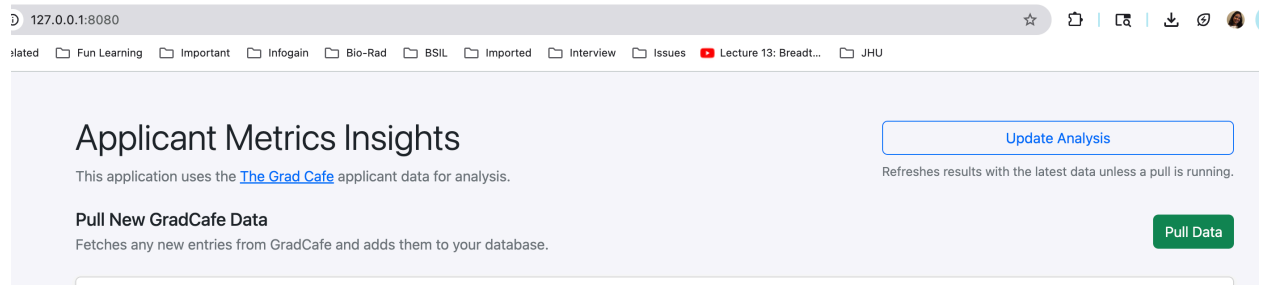 127.0.0.1:8080
elated Fun Learning Important Infogain Bio-Rad BSIL Imported Interview Issues Lecture 13: Breadt... JHU
Applicant Metrics Insights
Update Analysis
This application uses the The Grad Cafe applicant data for analysis.
Refreshes results with the latest data unless a pull is running.
Pull New GradCafe Data
Fetches any new entries from GradCafe and adds them to your database.
Pull Data